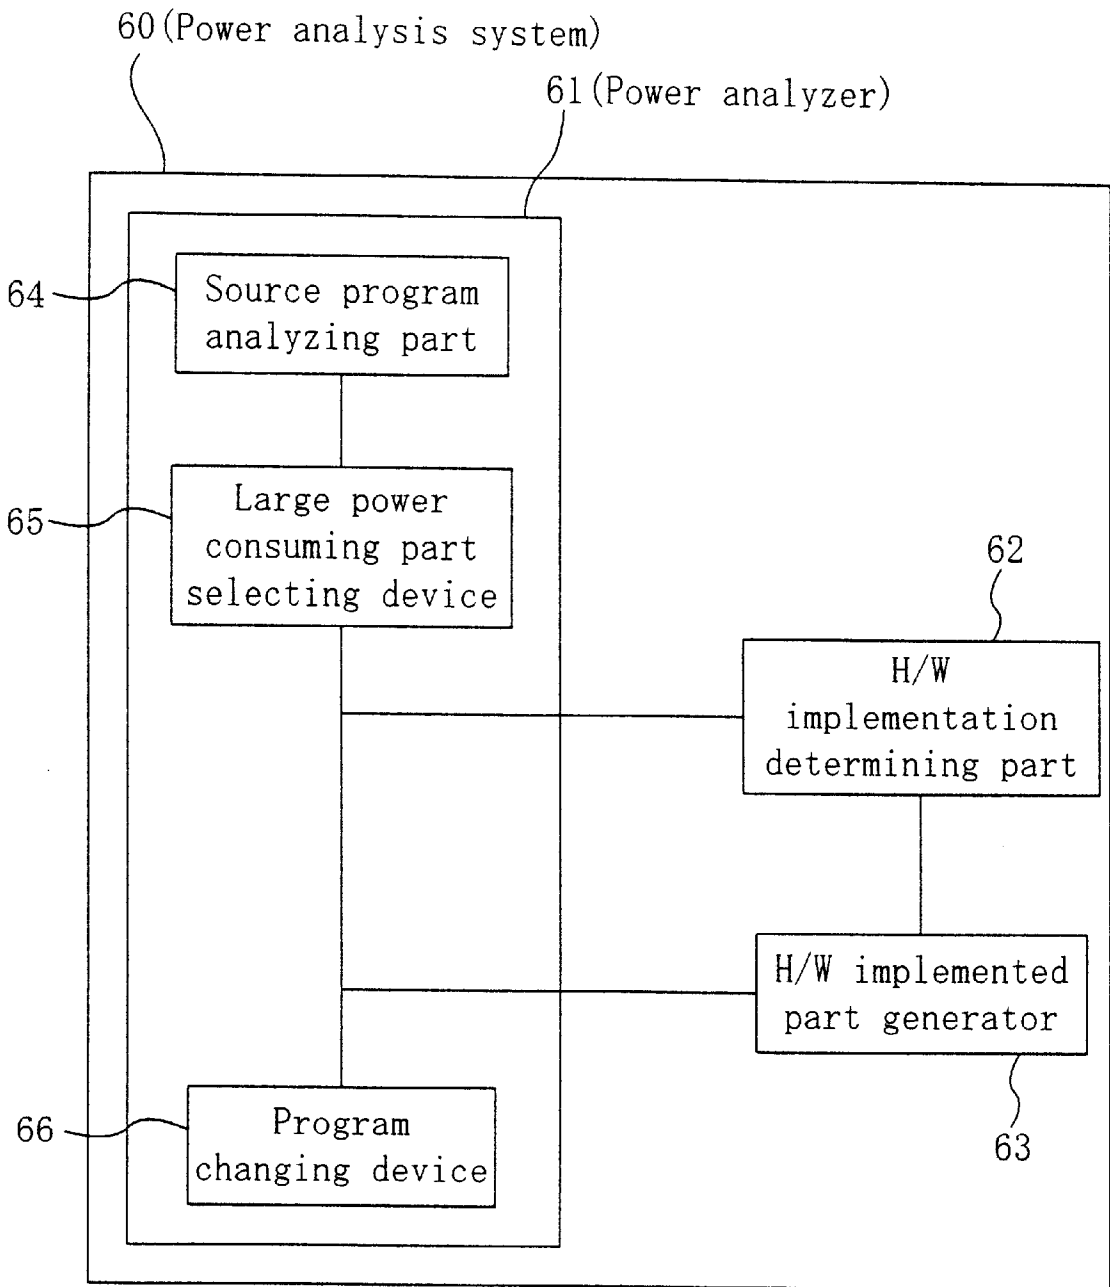 60(Power analysis system)
61(Power analyzer)
64
Source program
analyzing part
65
Large power
consuming part
selecting device
62
H/W
implementation
determining part
H/W implemented
part generator
63
66
Program
changing device